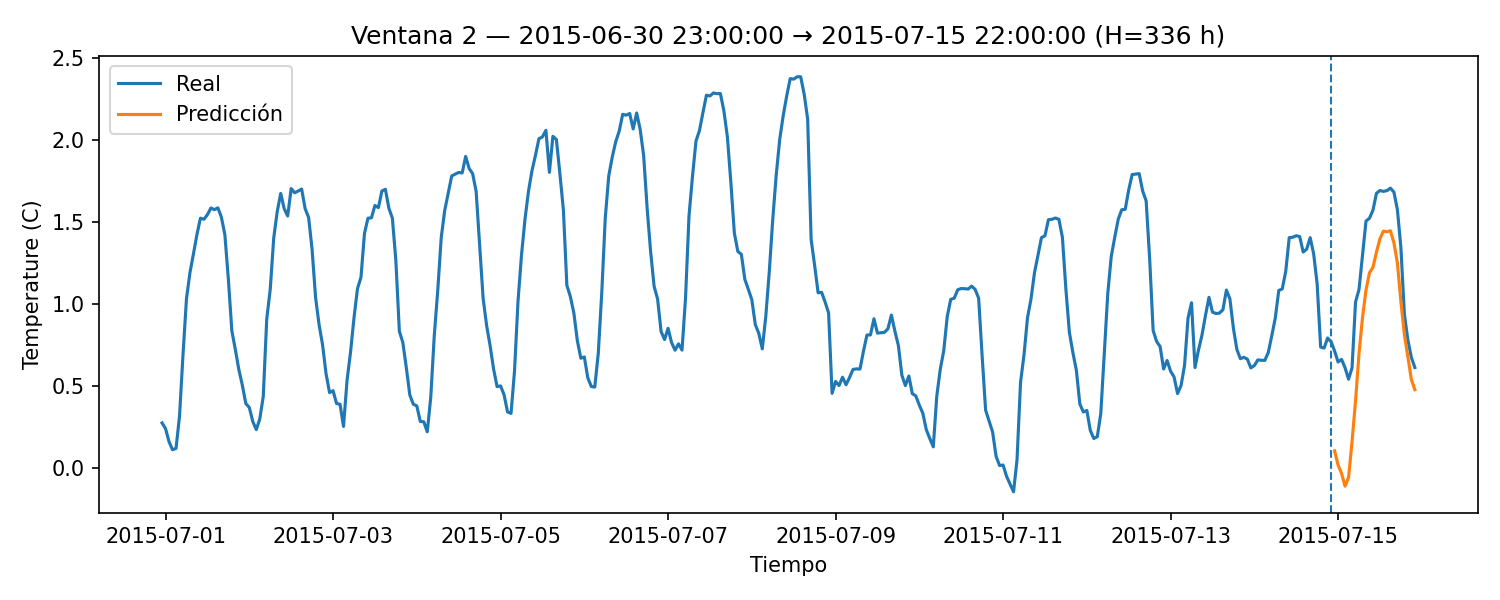 Ventana 2 — 2015-06-30 23:00:00 → 2015-07-15 22:00:00 (H=336 h)
Real
Predicción
2.5
2.0
1.5
1.0
0.5
0.0
Temperature (C)
2015-07-01 2015-07-03 2015-07-05 2015-07-07 2015-07-09 2015-07-11 2015-07-13 2015-07-15
Tiempo